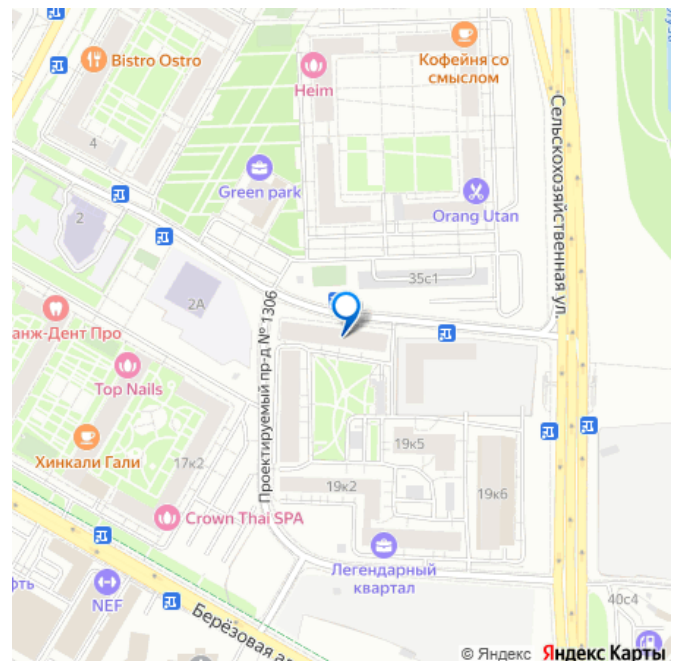 Bistro Ostro
Кофейня со
смыслом
Heim
4
Сельскохозяйственная ул.
Green park
Orang Utan
2
35с1
2А
Проектируемый пр-д № 1306
анж-Дент Про
Top Nails
Хинкали Гали
17к2
19к5
19к2
19к6
Crown Thai SPA
Легендарный
квартал
NEF
Берёзовая ал
40с4
© Яндекс Яндекс Карты